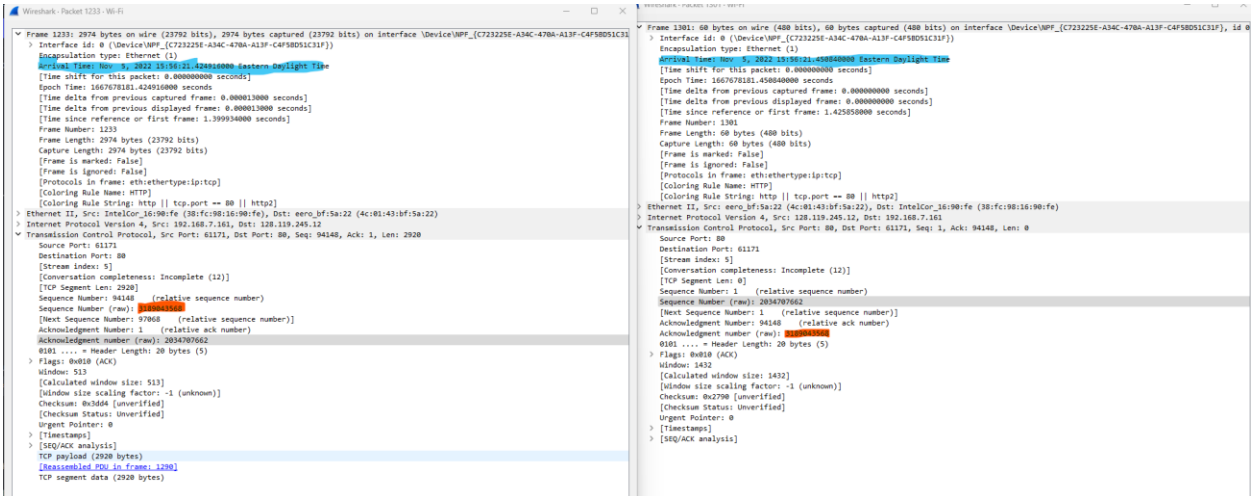 Wireshark · Packet 1233 · Wi-Fi
Frame 1233: 2974 bytes on wire (23792 bits), 2974 bytes captured (23792 bits) on interface \Device\NPF_{C723225E-A34C-470A-A13F-C4F5BD51C31
Interface id: 0 (\Device\NPF_{C723225E-A34C-470A-A13F-C4F5BD51C31F})
Encapsulation type: Ethernet (1)
Arrival Time: Nov 5, 2022 15:56:21.424916000 Eastern Daylight Time
[Time shift for this packet: 0.000000000 seconds]
Epoch Time: 1667678181.424916000 seconds
[Time delta from previous captured frame: 0.000013000 seconds]
[Time delta from previous displayed frame: 0.000013000 seconds]
[Time since reference or first frame: 1.399934000 seconds]
Frame Number: 1233
Frame Length: 2974 bytes (23792 bits)
Capture Length: 2974 bytes (23792 bits)
[Frame is marked: False]
[Frame is ignored: False]
[Protocols in frame: eth:ethertype:ip:tcp]
[Coloring Rule Name: HTTP]
[Coloring Rule String: http || tcp.port == 80 || http2]
Ethernet II, Src: IntelCor_16:90:fe (38:fc:98:16:90:fe), Dst: eero_bf:5a:22 (4c:01:43:bf:5a:22)
Internet Protocol Version 4, Src: 192.168.7.161, Dst: 128.119.245.12
Transmission Control Protocol, Src Port: 61171, Dst Port: 80, Seq: 94148, Ack: 1, Len: 2920
Source Port: 61171
Destination Port: 80
[Stream index: 5]
[Conversation completeness: Incomplete (12)]
[TCP Segment Len: 2920]
Sequence Number: 94148 (relative sequence number)
Sequence Number (raw): 3189043560
[Next Sequence Number: 97068 (relative sequence number)]
Acknowledgment Number: 1 (relative ack number)
Acknowledgment number (raw): 2034707662
0101 .... = Header Length: 20 bytes (5)
Flags: 0x010 (ACK)
Window: 513
[Calculated window size: 513]
[Window size scaling factor: -1 (unknown)]
Checksum: 0x3dd4 [unverified]
[Checksum Status: Unverified]
Urgent Pointer: 0
[Timestamps]
[SEQ/ACK analysis]
TCP payload (2920 bytes)
[Reassembled PDU in frame: 1290]
TCP segment data (2920 bytes)
Wireshark · Packet 1301 · Wi-Fi
Frame 1301: 60 bytes on wire (480 bits), 60 bytes captured (480 bits) on interface \Device\NPF_{C723225E-A34C-470A-A13F-C4F5BD51C31F}, id 0
Interface id: 0 (\Device\NPF_{C723225E-A34C-470A-A13F-C4F5BD51C31F})
Encapsulation type: Ethernet (1)
Arrival Time: Nov 5, 2022 15:56:21.450840000 Eastern Daylight Time
[Time shift for this packet: 0.000000000 seconds]
Epoch Time: 1667678181.450840000 seconds
[Time delta from previous captured frame: 0.000000000 seconds]
[Time delta from previous displayed frame: 0.000000000 seconds]
[Time since reference or first frame: 1.425858000 seconds]
Frame Number: 1301
Frame Length: 60 bytes (480 bits)
Capture Length: 60 bytes (480 bits)
[Frame is marked: False]
[Frame is ignored: False]
[Protocols in frame: eth:ethertype:ip:tcp]
[Coloring Rule Name: HTTP]
[Coloring Rule String: http || tcp.port == 80 || http2]
Ethernet II, Src: eero_bf:5a:22 (4c:01:43:bf:5a:22), Dst: IntelCor_16:90:fe (38:fc:98:16:90:fe)
Internet Protocol Version 4, Src: 128.119.245.12, Dst: 192.168.7.161
Transmission Control Protocol, Src Port: 80, Dst Port: 61171, Seq: 1, Ack: 94148, Len: 0
Source Port: 80
Destination Port: 61171
[Stream index: 5]
[Conversation completeness: Incomplete (12)]
[TCP Segment Len: 0]
Sequence Number: 1 (relative sequence number)
Sequence Number (raw): 2034707662
[Next Sequence Number: 1 (relative sequence number)]
Acknowledgment Number: 94148 (relative ack number)
Acknowledgment number (raw): 3189043560
0101 .... = Header Length: 20 bytes (5)
Flags: 0x010 (ACK)
Window: 1432
[Calculated window size: 1432]
[Window size scaling factor: -1 (unknown)]
Checksum: 0x2790 [unverified]
[Checksum Status: Unverified]
Urgent Pointer: 0
[Timestamps]
[SEQ/ACK analysis]